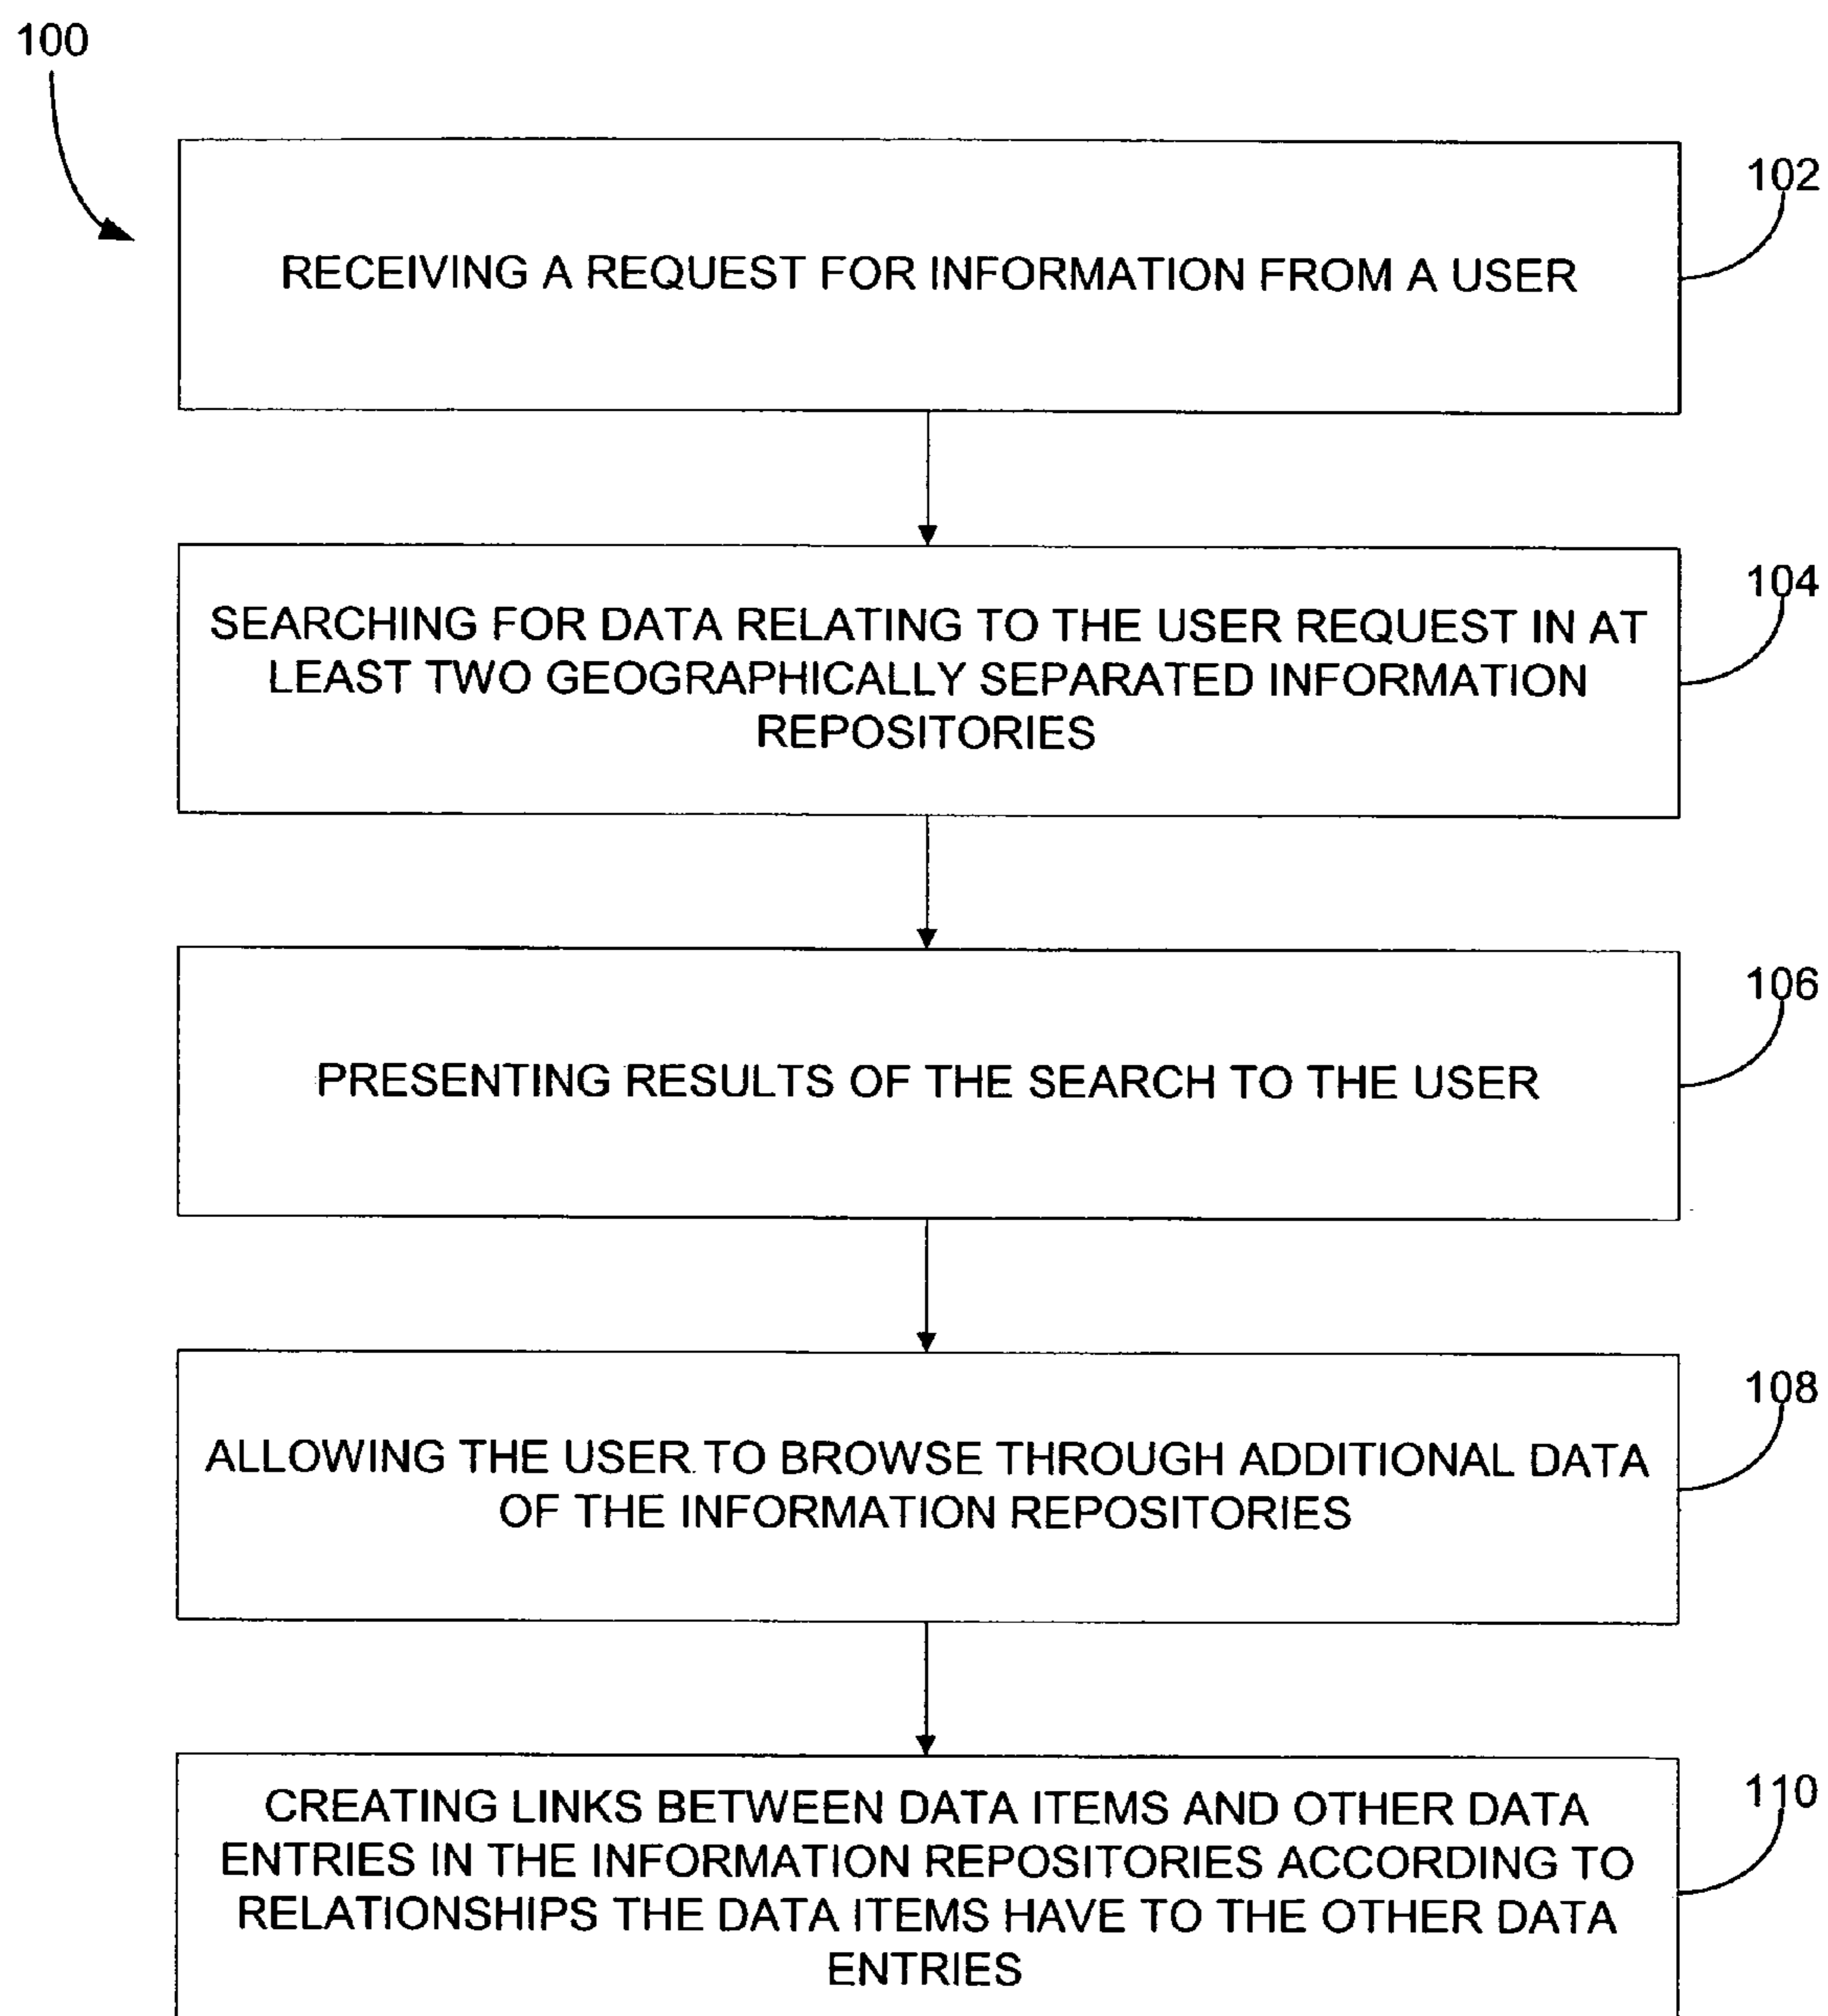 100
102
RECEIVING A REQUEST FOR INFORMATION FROM A USER
104
SEARCHING FOR DATA RELATING TO THE USER REQUEST IN AT
LEAST TWO GEOGRAPHICALLY SEPARATED INFORMATION
REPOSITORIES
106
PRESENTING RESULTS OF THE SEARCH TO THE USER
108
ALLOWING THE USER TO BROWSE THROUGH ADDITIONAL DATA
OF THE INFORMATION REPOSITORIES
110
CREATING LINKS BETWEEN DATA ITEMS AND OTHER DATA
ENTRIES IN THE INFORMATION REPOSITORIES ACCORDING TO
RELATIONSHIPS THE DATA ITEMS HAVE TO THE OTHER DATA
ENTRIES